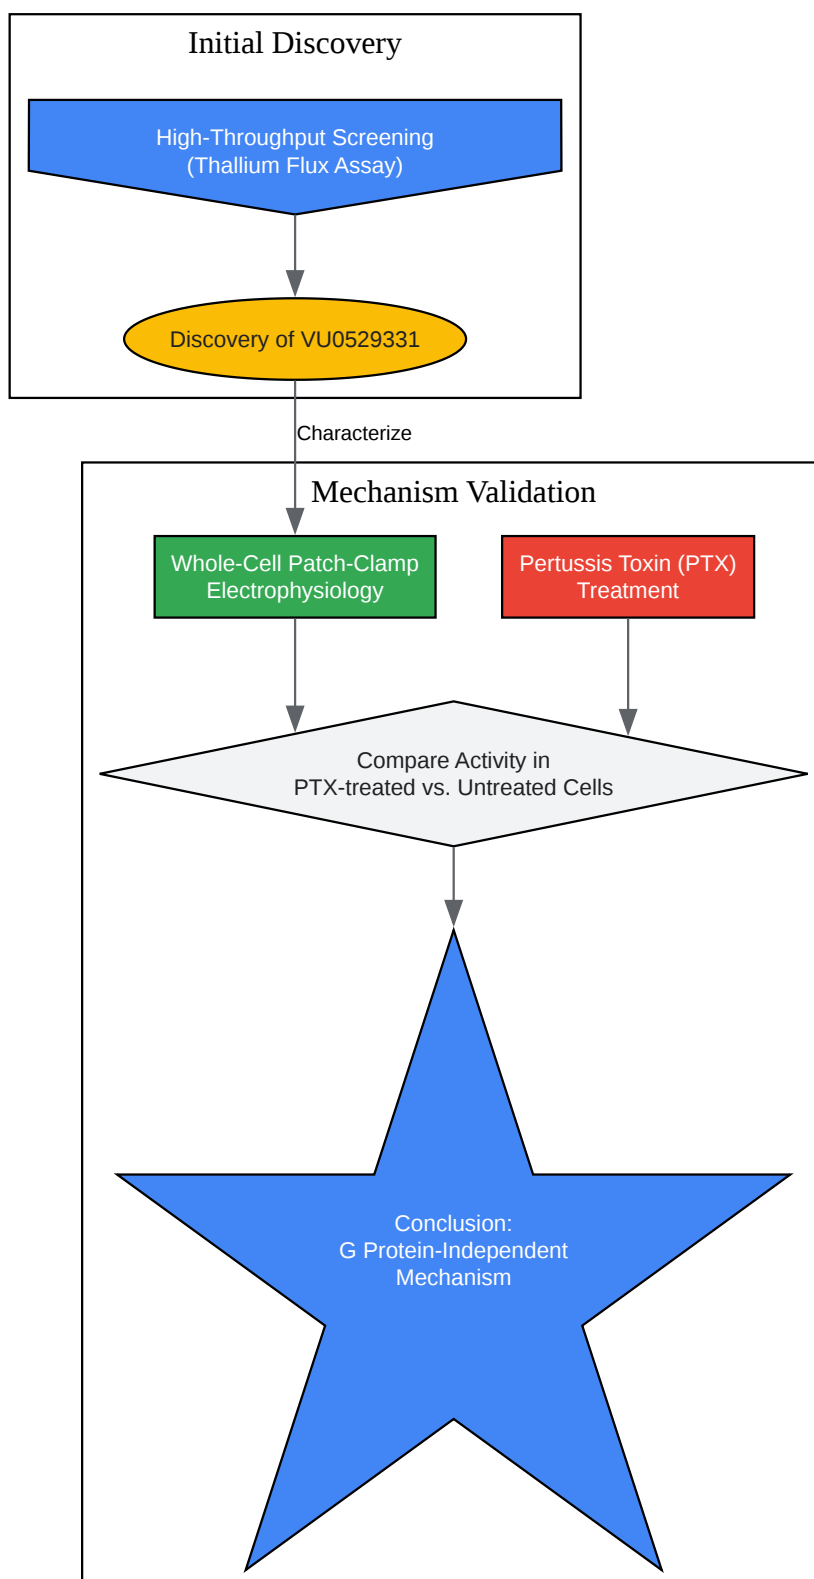 Initial Discovery
High-Throughput Screening
(Thallium Flux Assay)
Discovery of VU0529331
Characterize
Mechanism Validation
Whole-Cell Patch-Clamp
Electrophysiology
Pertussis Toxin (PTX)
Treatment
Compare Activity in
PTX-treated vs. Untreated Cells
Conclusion:
G Protein-Independent
Mechanism